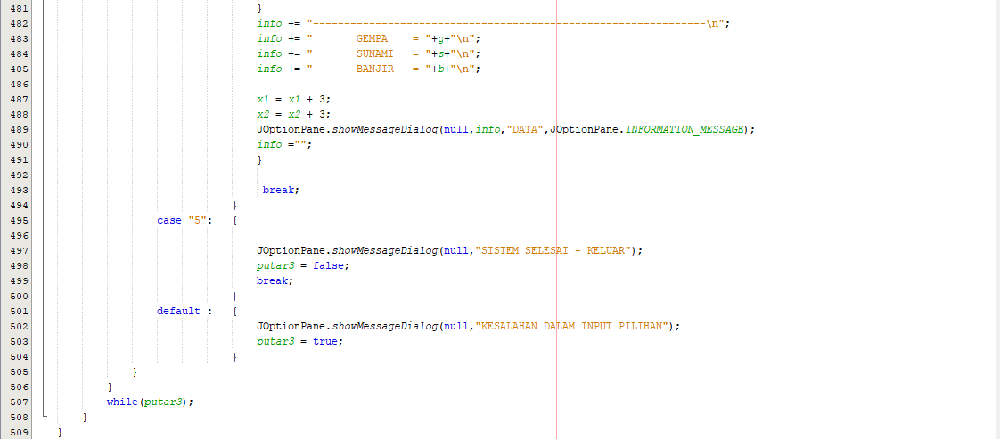 481 }
482 info += "---------------------------------------------------------------\n";
483 info += "       GEMPA    = "+g+"\n";
484 info += "       SUNAMI   = "+s+"\n";
485 info += "       BANJIR   = "+b+"\n";
486
487 x1 = x1 + 3;
488 x2 = x2 + 3;
489 JOptionPane.showMessageDialog(null,info,"DATA",JOptionPane.INFORMATION_MESSAGE);
490 info ="";
491 }
492
493 break;
494 }
495 case "5":   {
496
497 JOptionPane.showMessageDialog(null,"SISTEM SELESAI - KELUAR");
498 putar3 = false;
499 break;
500 }
501 default :   {
502 JOptionPane.showMessageDialog(null,"KESALAHAN DALAM INPUT PILIHAN");
503 putar3 = true;
504 }
505 }
506 }
507 while(putar3);
508 }
509 }